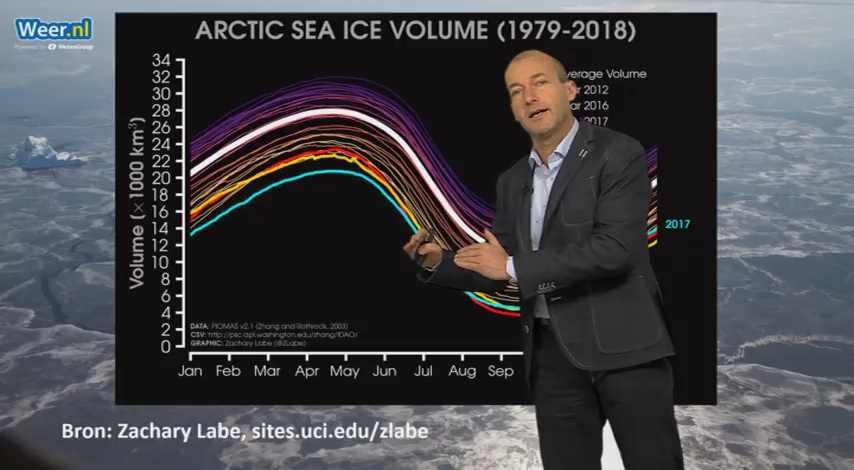 Weer.nl
Powered by MeteoGroup
ARCTIC SEA ICE VOLUME (1979-2018)
Volume (×1000 km³)
34
32
30
28
26
24
22
20
18
16
14
12
10
8
6
4
2
0
verage Volume
2012
2016
2017
2017
DATA: PIOMAS v2.1 (Zhang and Rothrock, 2003)
CSV: http://psc.apl.washington.edu/zhang/IDAO/
GRAPHIC: Zachary Labe (@ZLabe)
Jan Feb Mar Apr May Jun Jul Aug Sep
Bron: Zachary Labe, sites.uci.edu/zlabe